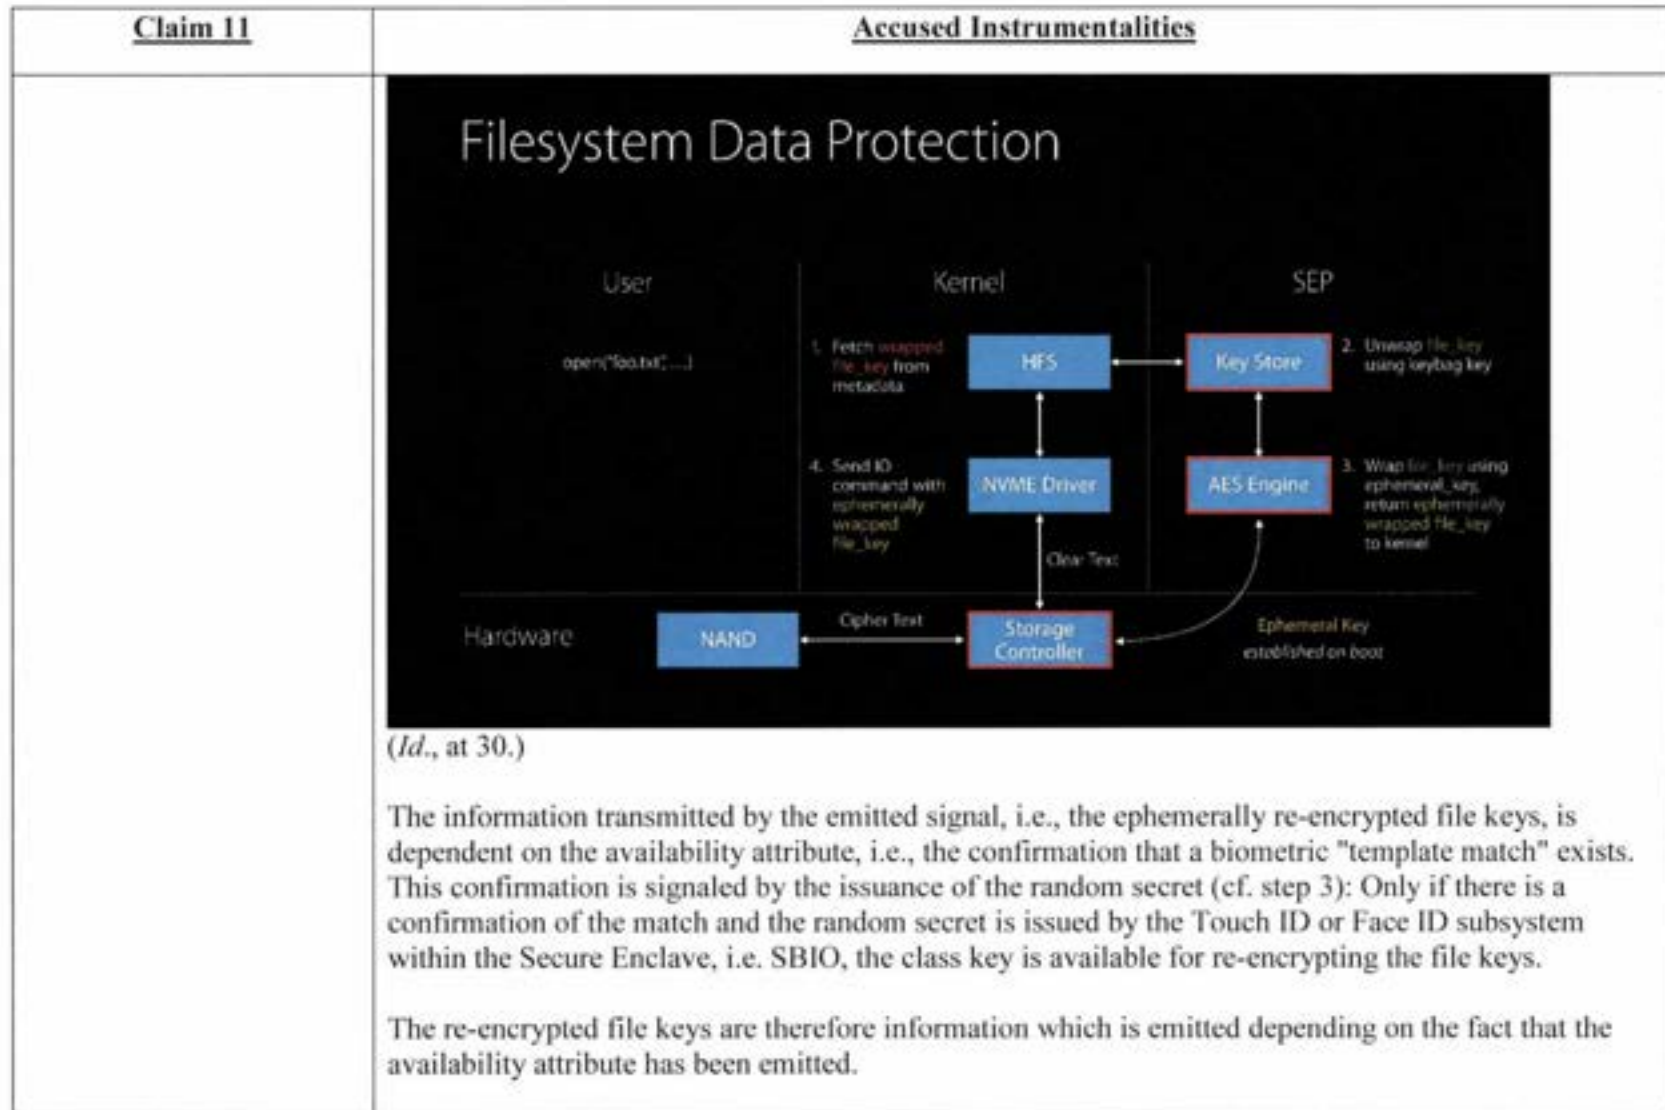 Claim 11
Accused Instrumentalities
Filesystem Data Protection
User
Kernel
SEP
open("foo.txt", ...)
1. Fetch wrapped
file_key from
metadata
HFS
Key Store
2. Unwrap file_key
using keybag key
4. Send IO
command with
ephemerally
wrapped
file_key
NVME Driver
AES Engine
3. Wrap file_key using
ephemeral_key,
return ephemerally
wrapped file_key
to kernel
Clear Text
Hardware
NAND
Cipher Text
Storage
Controller
Ephemeral Key
established on boot
(Id., at 30.)
The information transmitted by the emitted signal, i.e., the ephemerally re-encrypted file keys, is
dependent on the availability attribute, i.e., the confirmation that a biometric "template match" exists.
This confirmation is signaled by the issuance of the random secret (cf. step 3): Only if there is a
confirmation of the match and the random secret is issued by the Touch ID or Face ID subsystem
within the Secure Enclave, i.e. SBIO, the class key is available for re-encrypting the file keys.
The re-encrypted file keys are therefore information which is emitted depending on the fact that the
availability attribute has been emitted.